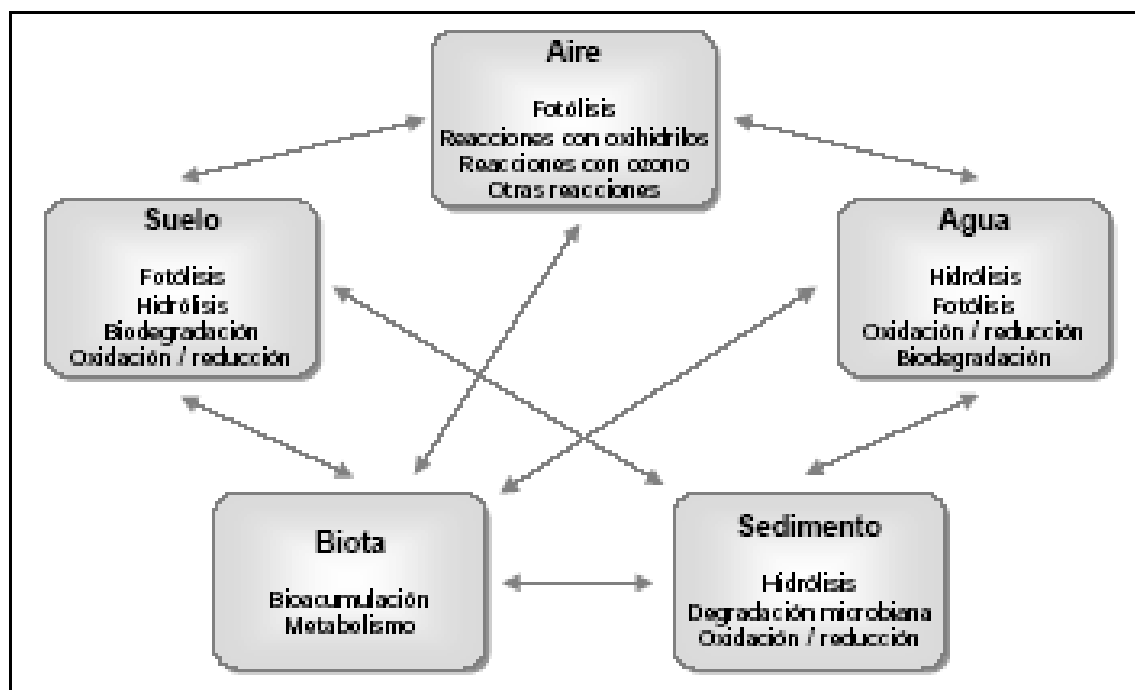 Aire
Fotólisis
Reacciones con oxihidrilos
Reacciones con ozono
Otras reacciones
Suelo
Fotólisis
Hidrólisis
Biodegradación
Oxidación / reducción
Agua
Hidrólisis
Fotólisis
Oxidación / reducción
Biodegradación
Biota
Bioacumulación
Metabolismo
Sedimento
Hidrólisis
Degradación microbiana
Oxidación / reducción